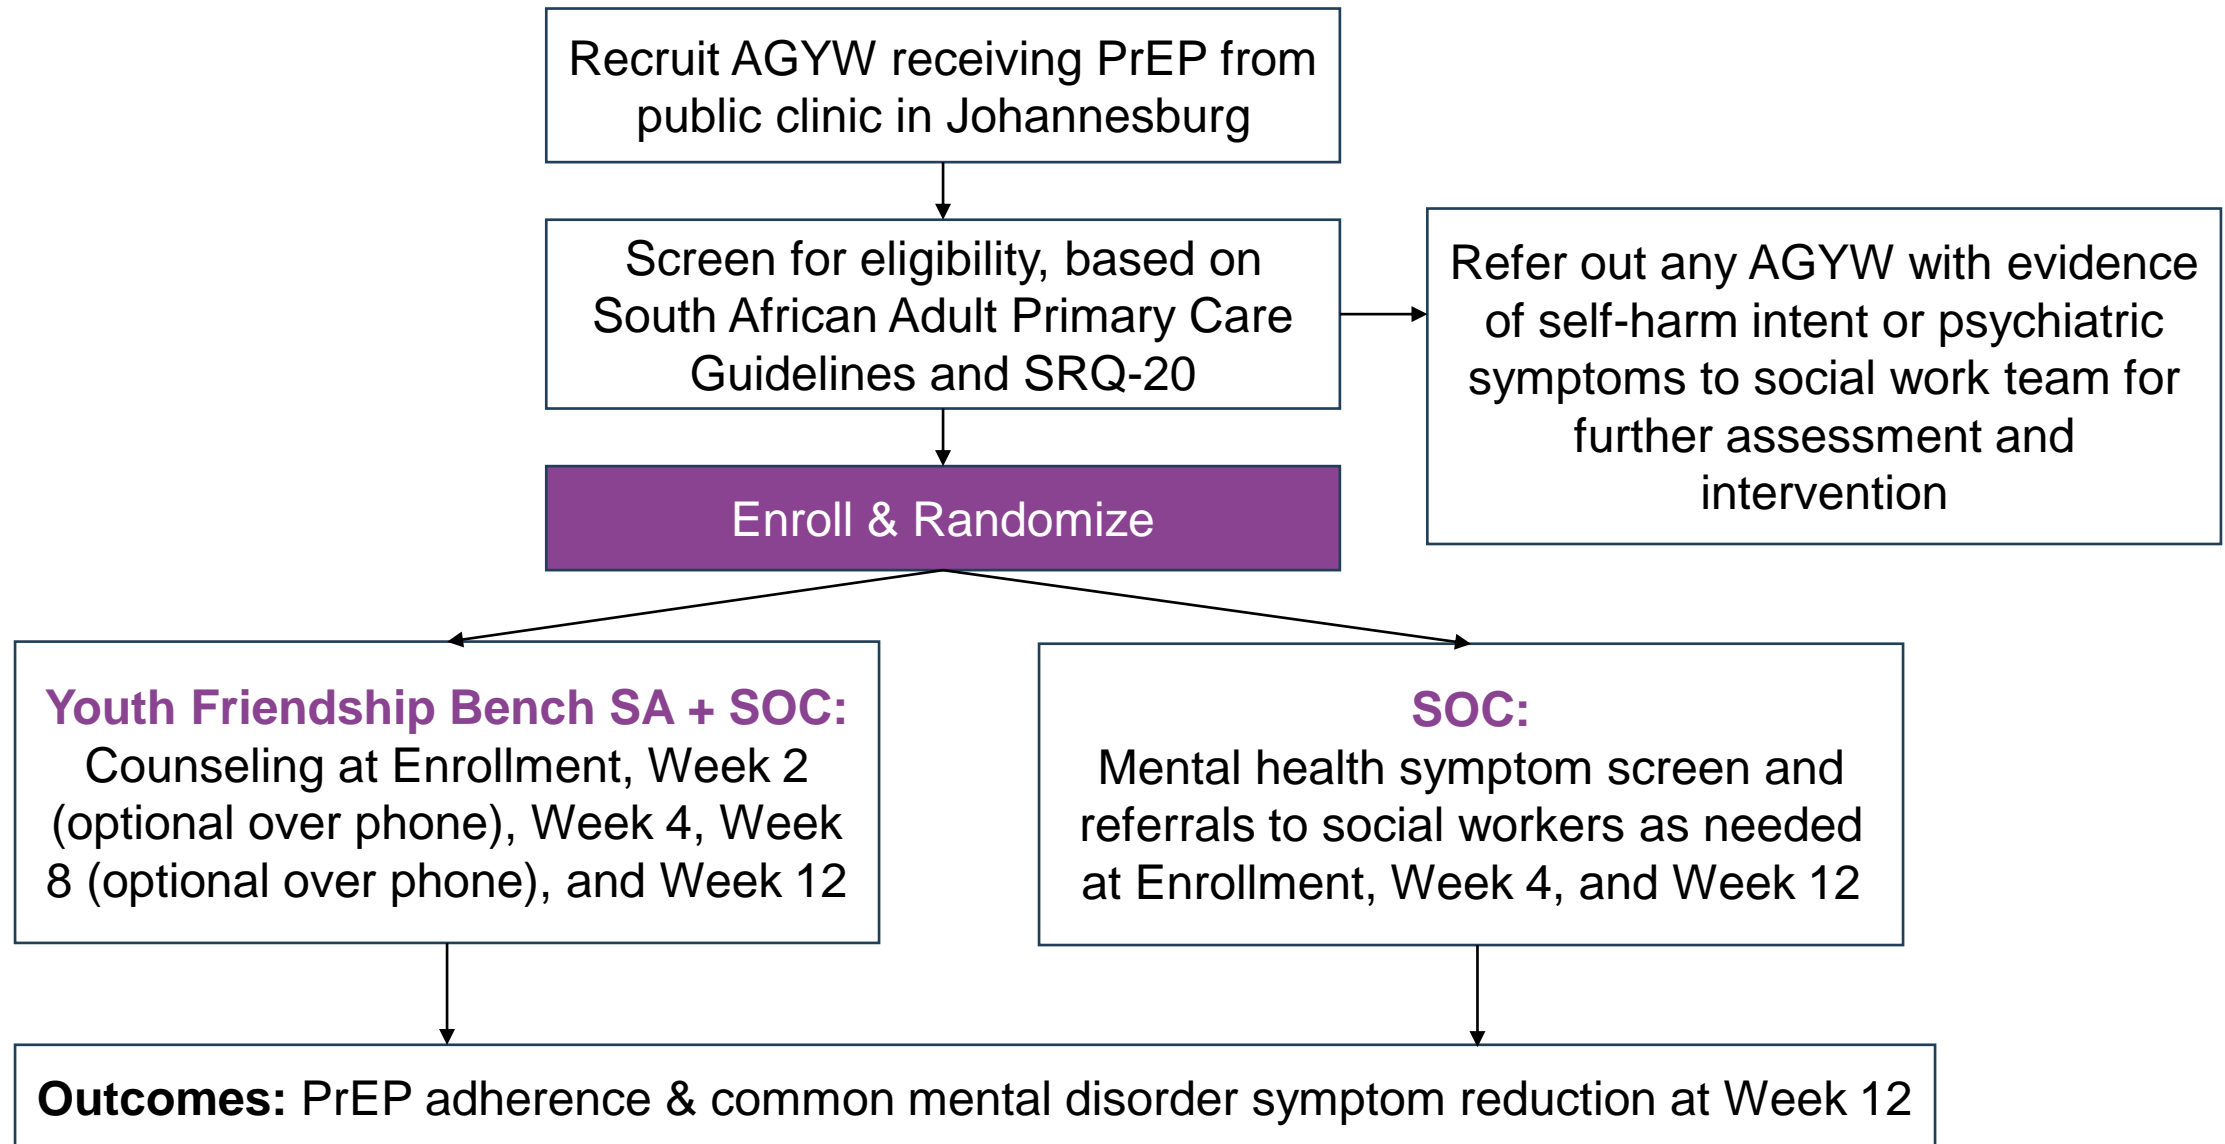 Recruit AGYW receiving PrEP from
public clinic in Johannesburg
Screen for eligibility, based on
South African Adult Primary Care
Guidelines and SRQ-20
Refer out any AGYW with evidence
of self-harm intent or psychiatric
symptoms to social work team for
further assessment and
intervention
Enroll & Randomize
Youth Friendship Bench SA + SOC:
Counseling at Enrollment, Week 2
(optional over phone), Week 4, Week
8 (optional over phone), and Week 12
SOC:
Mental health symptom screen and
referrals to social workers as needed
at Enrollment, Week 4, and Week 12
Outcomes: PrEP adherence & common mental disorder symptom reduction at Week 12